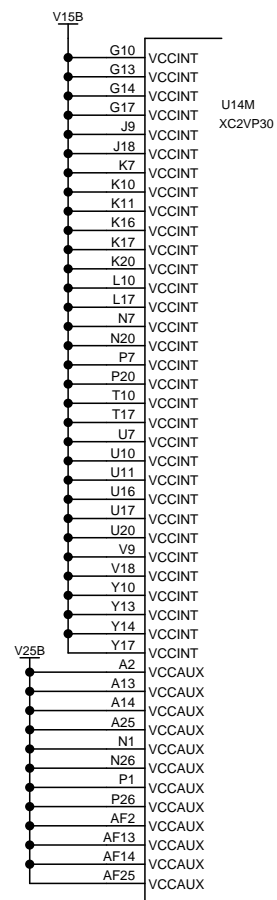 V15B
U14M
XC2VP30
G10 VCCINT
G13 VCCINT
G14 VCCINT
G17 VCCINT
J9 VCCINT
J18 VCCINT
K7 VCCINT
K10 VCCINT
K11 VCCINT
K16 VCCINT
K17 VCCINT
K20 VCCINT
L10 VCCINT
L17 VCCINT
N7 VCCINT
N20 VCCINT
P7 VCCINT
P20 VCCINT
T10 VCCINT
T17 VCCINT
U7 VCCINT
U10 VCCINT
U11 VCCINT
U16 VCCINT
U17 VCCINT
U20 VCCINT
V9 VCCINT
V18 VCCINT
Y10 VCCINT
Y13 VCCINT
Y14 VCCINT
Y17 VCCINT
V25B
A2 VCCAUX
A13 VCCAUX
A14 VCCAUX
A25 VCCAUX
N1 VCCAUX
N26 VCCAUX
P1 VCCAUX
P26 VCCAUX
AF2 VCCAUX
AF13 VCCAUX
AF14 VCCAUX
AF25 VCCAUX